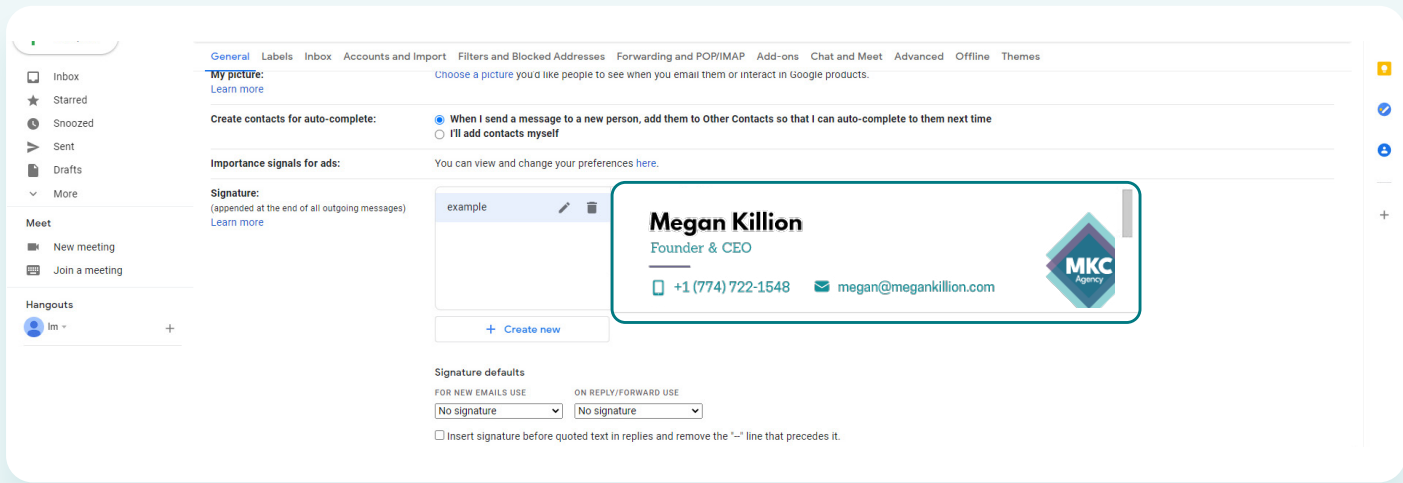 General Labels Inbox Accounts and Import Filters and Blocked Addresses Forwarding and POP/IMAP Add-ons Chat and Meet Advanced Offline Themes
Inbox
Starred
Snoozed
Sent
Drafts
More
Meet
New meeting
Join a meeting
Hangouts
Im
My picture:
Learn more
Choose a picture you'd like people to see when you email them or interact in Google products.
Create contacts for auto-complete:
When I send a message to a new person, add them to Other Contacts so that I can auto-complete to them next time
I'll add contacts myself
Importance signals for ads:
You can view and change your preferences here.
Signature:
(appended at the end of all outgoing messages)
Learn more
example
Megan Killion
Founder & CEO
+1 (774) 722-1548 megan@megankillion.com
MKC
Agency
+ Create new
Signature defaults
FOR NEW EMAILS USE ON REPLY/FORWARD USE
No signature No signature
Insert signature before quoted text in replies and remove the "--" line that precedes it.